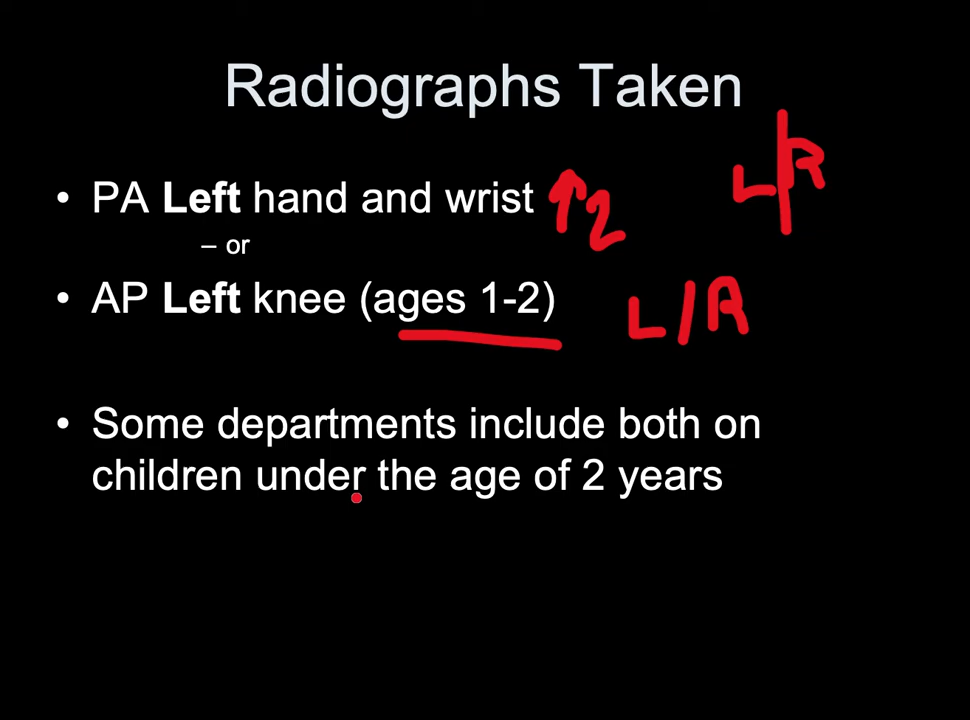 Radiographs Taken
• PA Left hand and wrist ↑2 L|R
– or
• AP Left knee (ages 1-2) L/R
• Some departments include both on
children under the age of 2 years